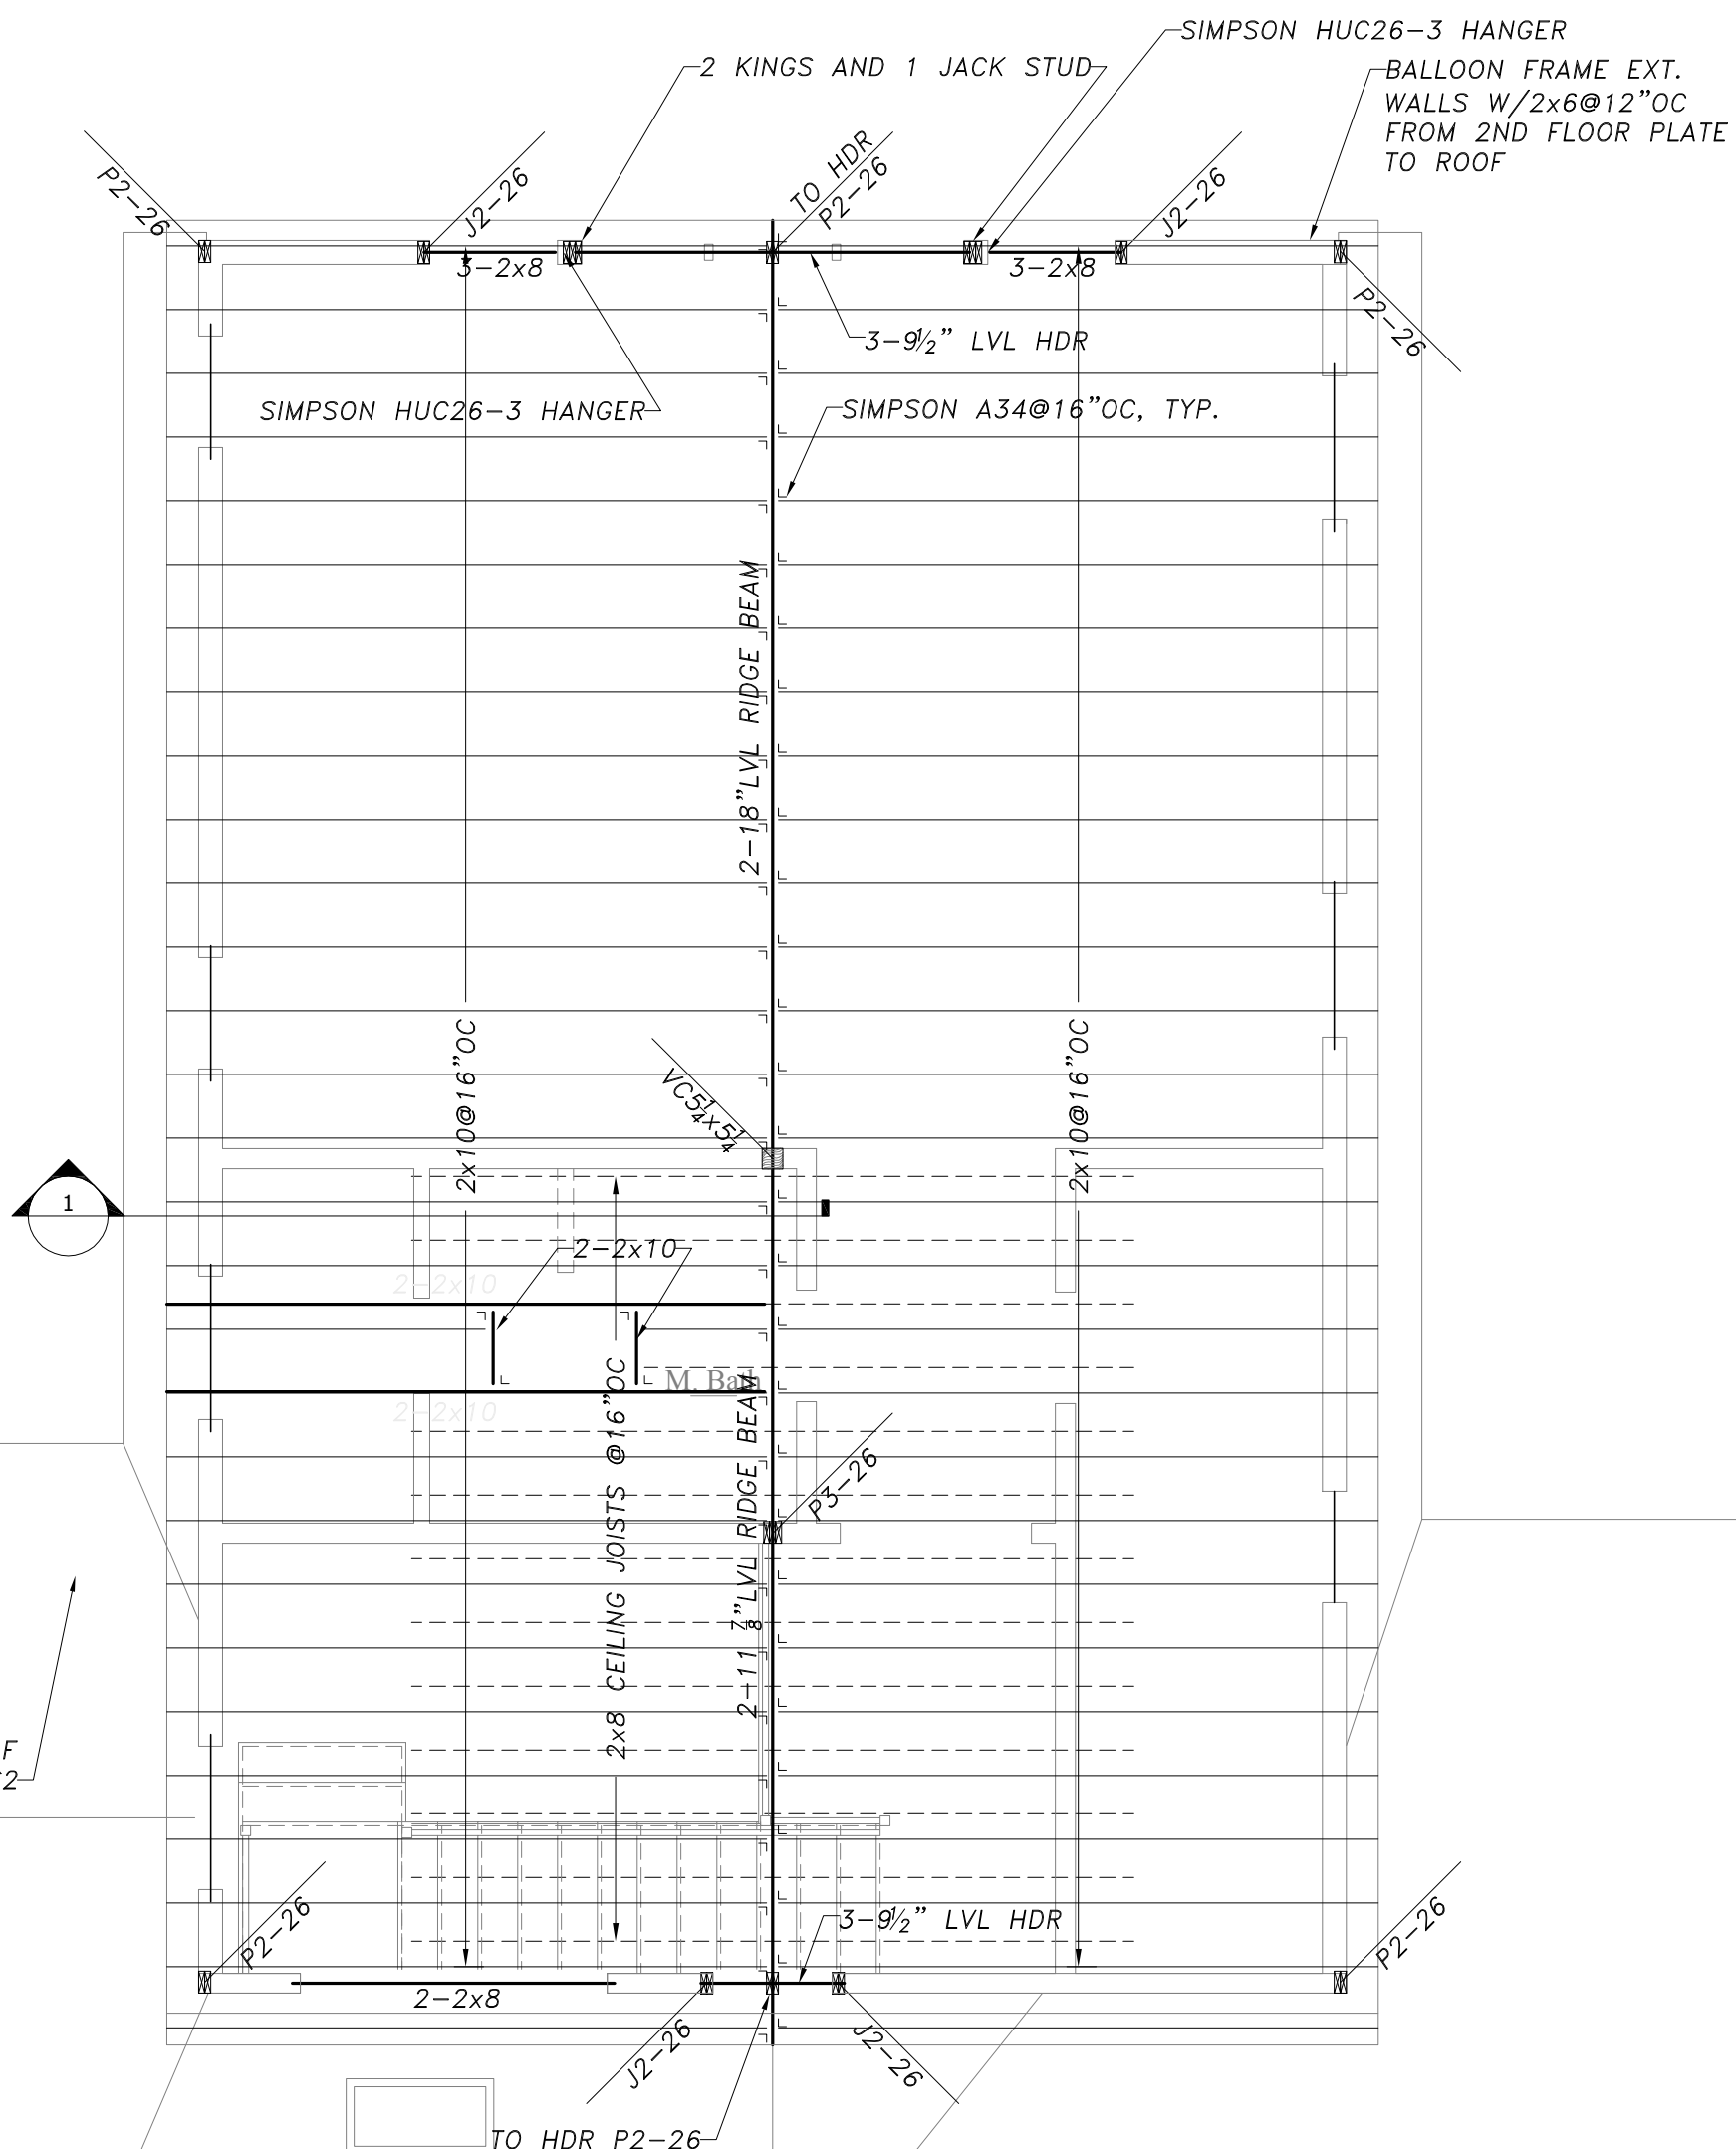 SIMPSON HUC26-3 HANGER
2 KINGS AND 1 JACK STUD
BALLOON FRAME EXT.
WALLS W/2x6@12"OC
FROM 2ND FLOOR PLATE
TO ROOF
P2-26
J2-26
TO HDR
P2-26
J2-26
3-2x8
3-2x8
P2-26
3-9½" LVL HDR
SIMPSON HUC26-3 HANGER
SIMPSON A34@16"OC, TYP.
2-18"LVL RIDGE BEAM
2x10@16"OC
VC5¼x5¼
2x10@16"OC
1
2-2x10
2-2x10
M. Bath
2-2x10
2x8 CEILING JOISTS @16"OC
2-11⅞"LVL RIDGE BEAM
P3-26
F
2
P2-26
3-9½" LVL HDR
P2-26
2-2x8
J2-26
J2-26
TO HDR P2-26